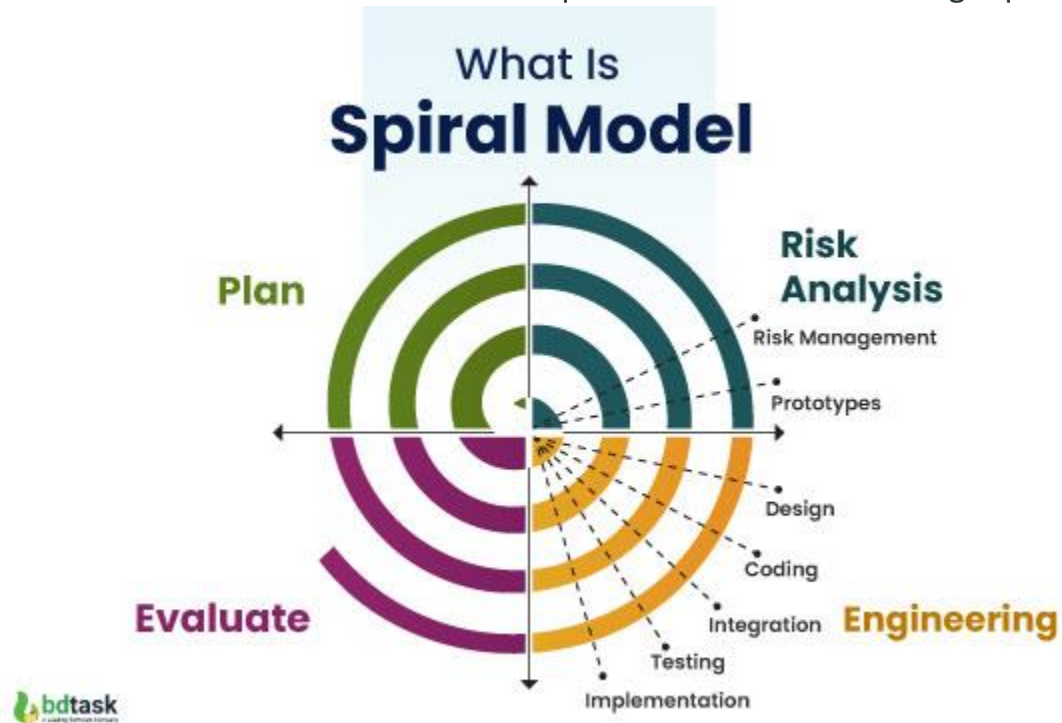 What Is
Spiral Model
Plan
Risk
Analysis
Risk Management
Prototypes
Design
Coding
Integration
Testing
Implementation
Engineering
Evaluate
bdtask